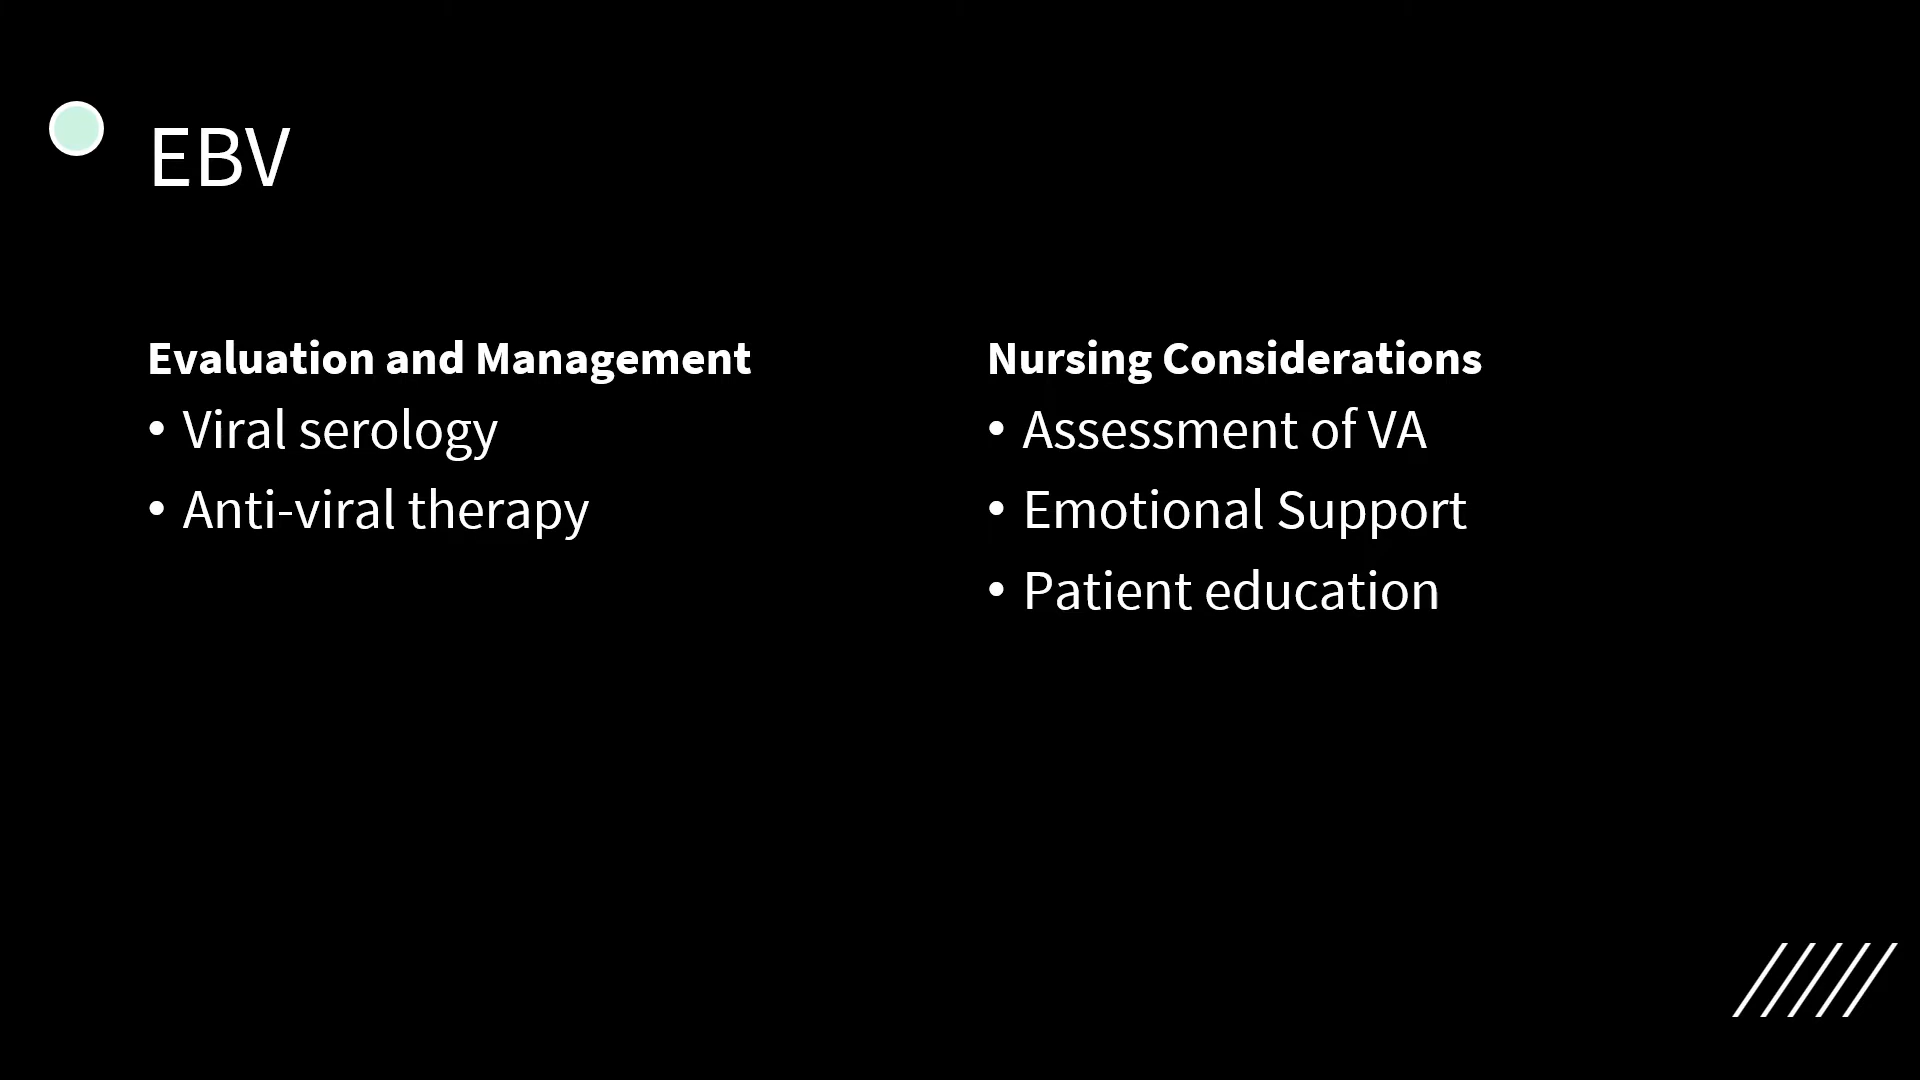 EBV
Evaluation and Management
• Viral serology
• Anti-viral therapy
Nursing Considerations
• Assessment of VA
• Emotional Support
• Patient education